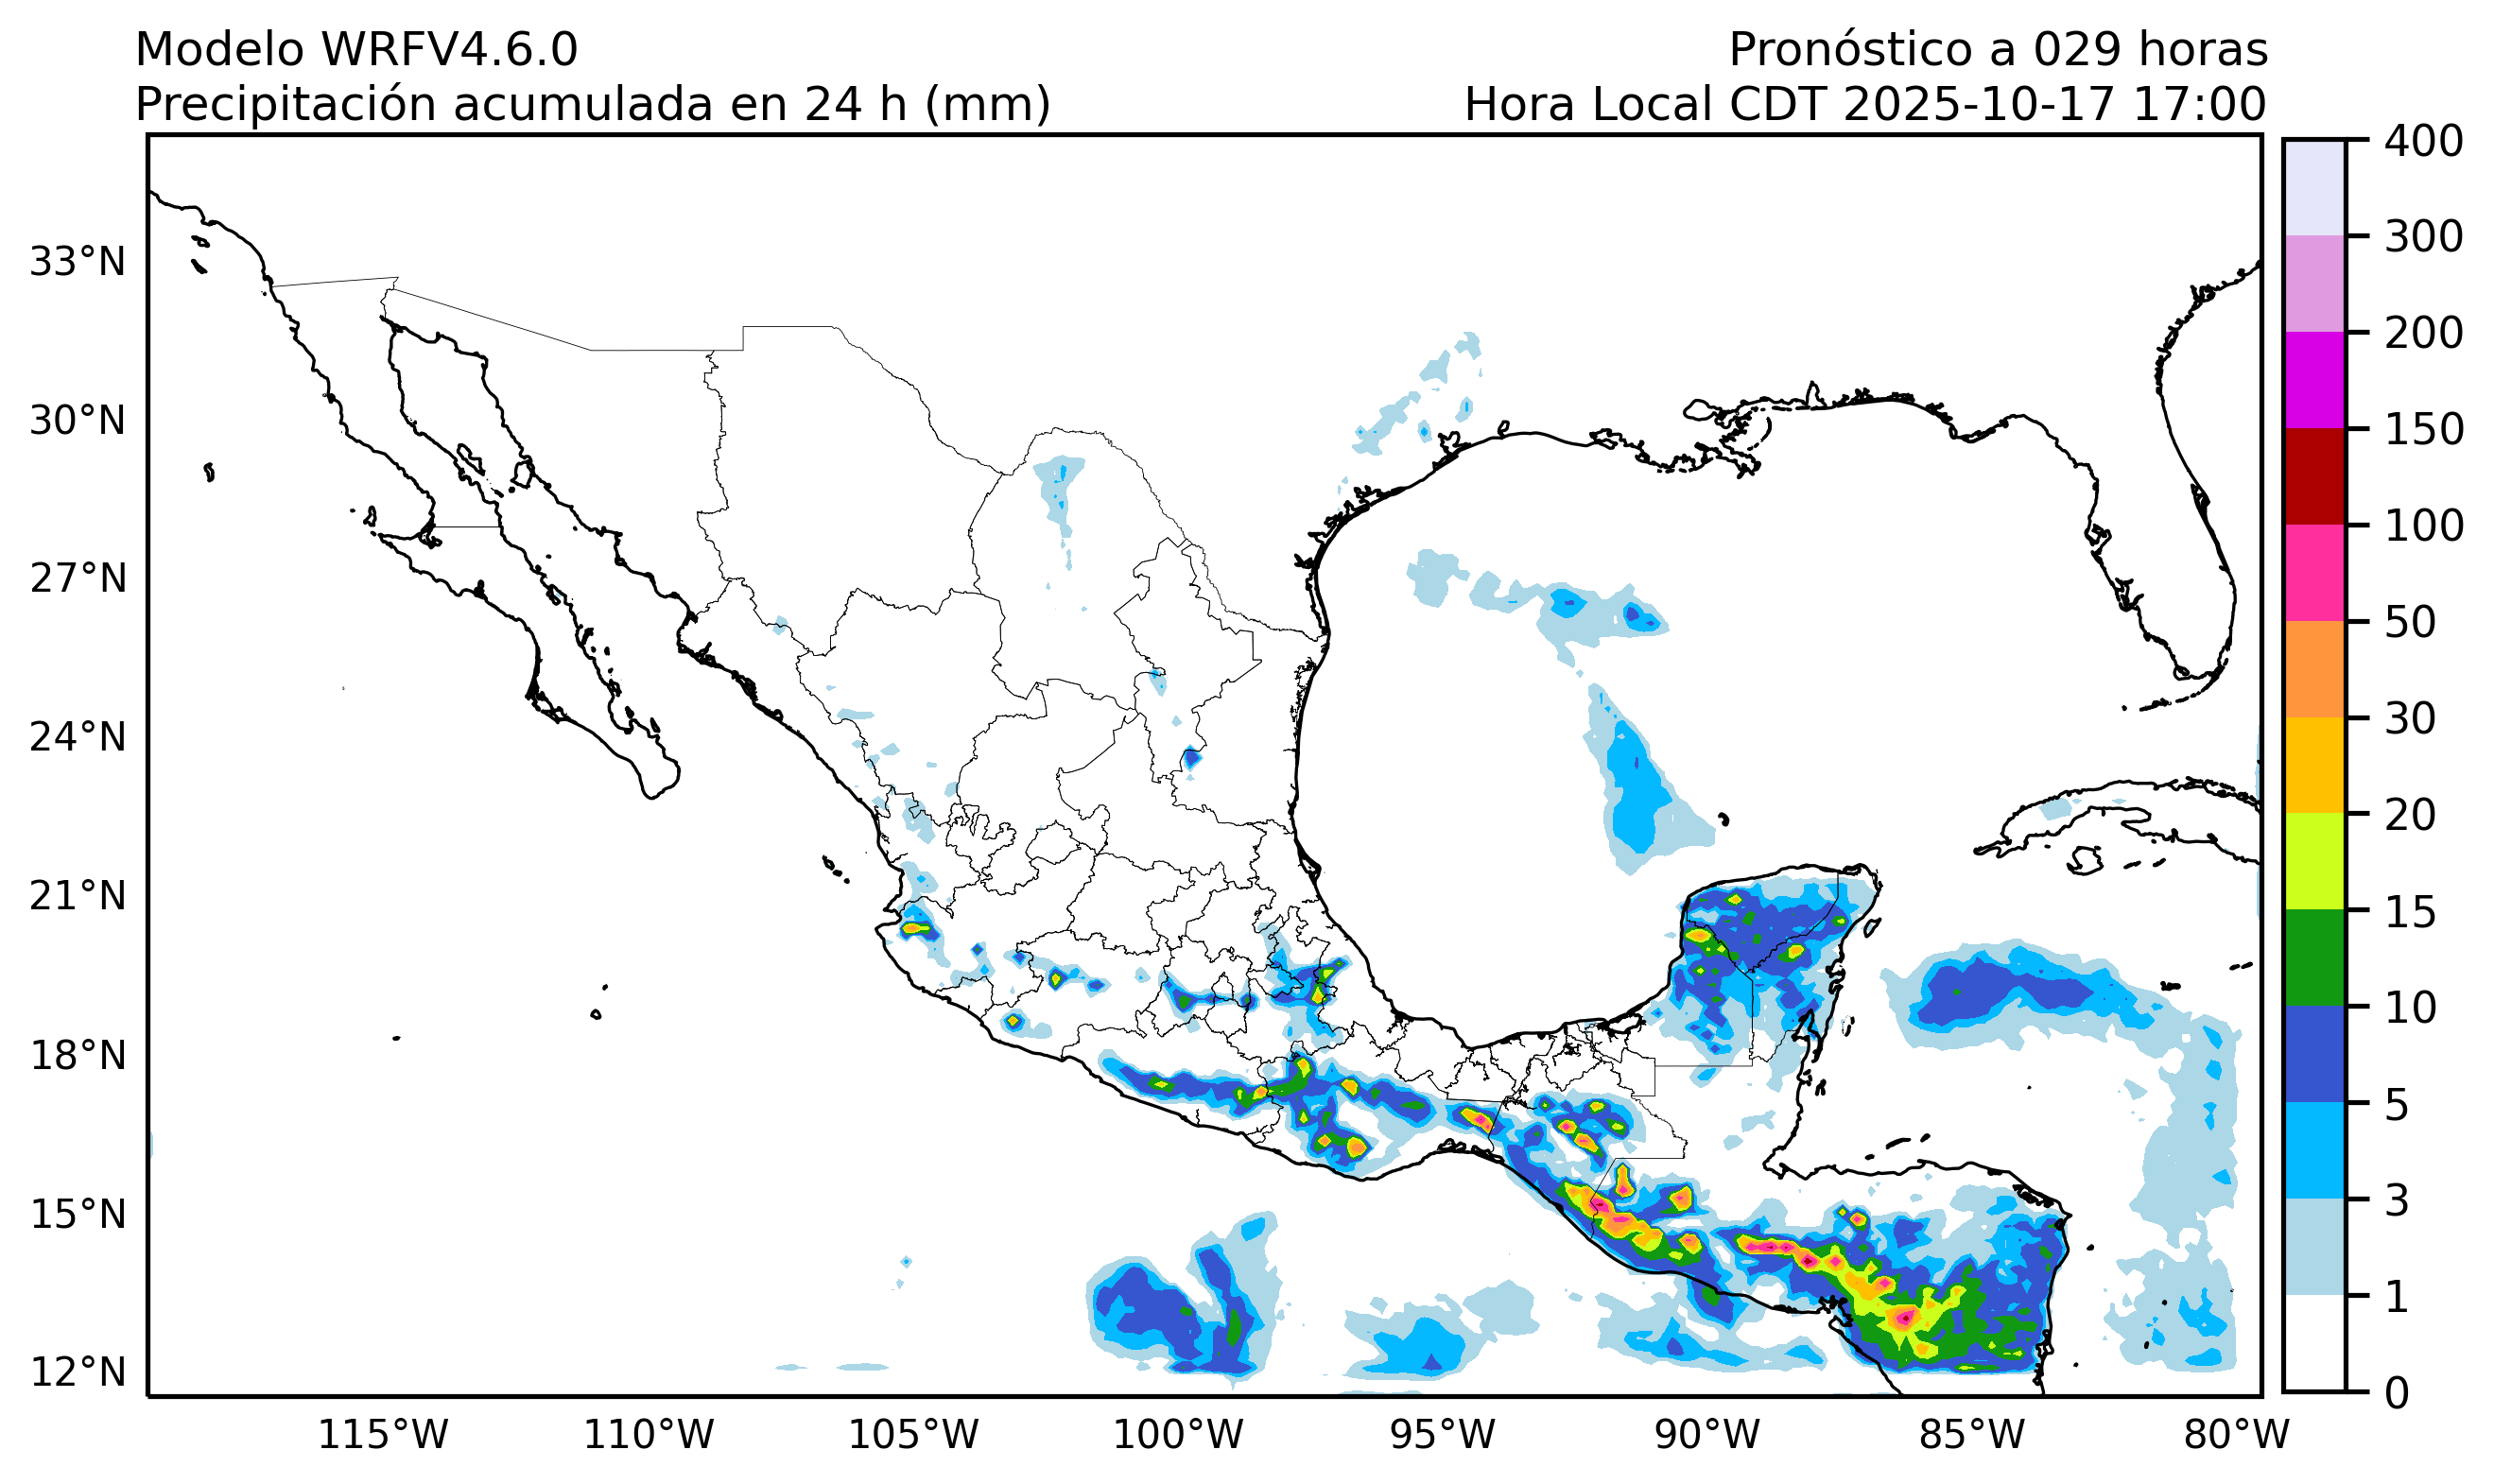 Modelo WRFV4.6.0
Pronóstico a 029 horas
Precipitación acumulada en 24 h (mm)
Hora Local CDT 2025-10-17 17:00
33°N
30°N
27°N
24°N
21°N
18°N
15°N
12°N
115°W
110°W
105°W
100°W
95°W
90°W
85°W
80°W
400
300
200
150
100
50
30
20
15
10
5
3
1
0